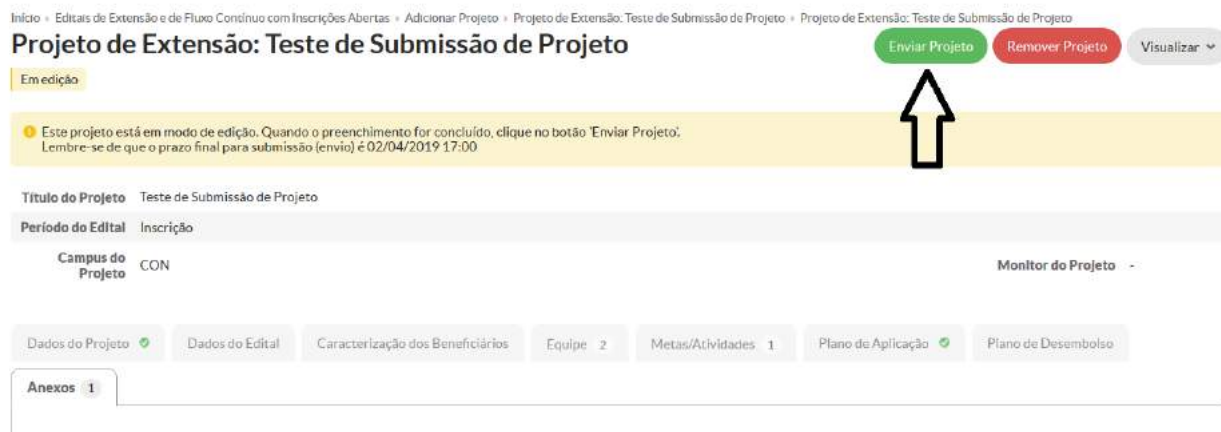 Início » Editais de Extensão e de Fluxo Contínuo com Inscrições Abertas » Adicionar Projeto » Projeto de Extensão: Teste de Submissão de Projeto » Projeto de Extensão: Teste de Submissão de Projeto
Projeto de Extensão: Teste de Submissão de Projeto
Enviar Projeto Remover Projeto Visualizar
Em edição
Este projeto está em modo de edição. Quando o preenchimento for concluído, clique no botão 'Enviar Projeto'.
Lembre-se de que o prazo final para submissão (envio) é 02/04/2019 17:00
Título do Projeto Teste de Submissão de Projeto
Período do Edital Inscrição
Campus do
Projeto CON Monitor do Projeto -
Dados do Projeto Dados do Edital Caracterização dos Beneficiários Equipe 2 Metas/Atividades 1 Plano de Aplicação Plano de Desembolso
Anexos 1